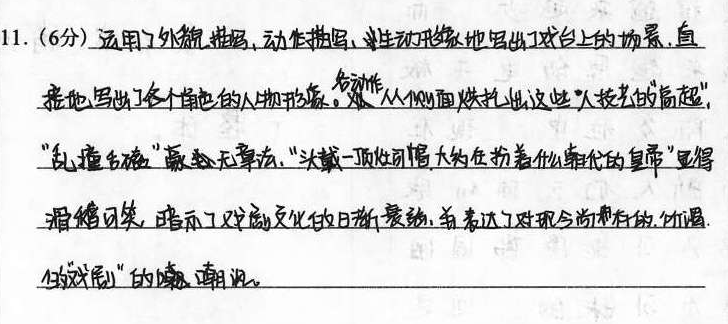 11.（6分）运用了外貌描写,动作描写、生动形象地写出了戏台上的场景,直
接地写出了各个角色的人物形象。各动作从侧面烘托出这些"人技艺的"高超",
"乱撞乱碰"毫无章法,"头戴一顶帽,大约在扮着什么朝代的皇帝"显得
滑稽可笑,暗示了戏剧文化的日渐衰颓,表达了对现今尚存的,所谓
的"戏剧"的嘲讽。